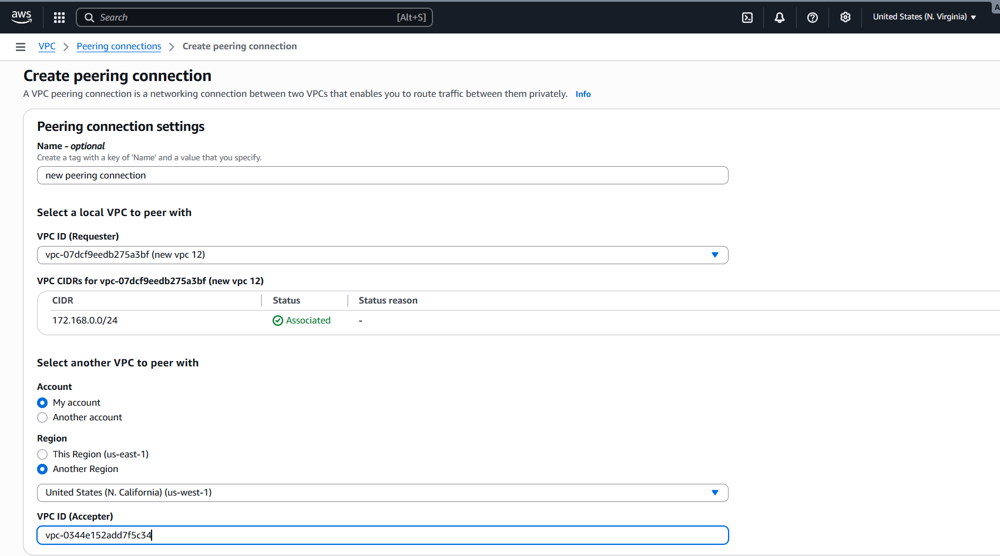 aws
Search [Alt+S]
United States (N. Virginia)
A
VPC Peering connections Create peering connection
Create peering connection
A VPC peering connection is a networking connection between two VPCs that enables you to route traffic between them privately. Info
Peering connection settings
Name - optional
Create a tag with a key of 'Name' and a value that you specify.
new peering connection
Select a local VPC to peer with
VPC ID (Requester)
vpc-07dcf9eedb275a3bf (new vpc 12)
VPC CIDRs for vpc-07dcf9eedb275a3bf (new vpc 12)
CIDR Status Status reason
172.168.0.0/24 Associated -
Select another VPC to peer with
Account
My account
Another account
Region
This Region (us-east-1)
Another Region
United States (N. California) (us-west-1)
VPC ID (Accepter)
vpc-0344e152add7f5c34